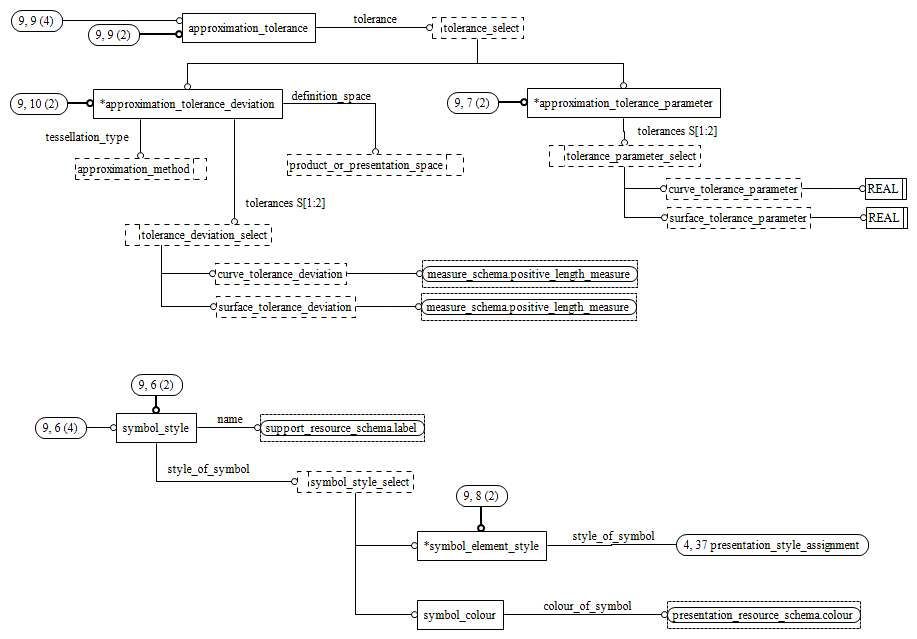 9, 9 (4)
9, 9 (2)
approximation_tolerance
tolerance
tolerance_select
9, 10 (2)
*approximation_tolerance_deviation
definition_space
9, 7 (2)
*approximation_tolerance_parameter
tessellation_type
tolerances S[1:2]
approximation_method
product_or_presentation_space
tolerance_parameter_select
curve_tolerance_parameter
REAL
tolerances S[1:2]
surface_tolerance_parameter
REAL
tolerance_deviation_select
curve_tolerance_deviation
measure_schema.positive_length_measure
surface_tolerance_deviation
measure_schema.positive_length_measure
9, 6 (2)
9, 6 (4)
symbol_style
name
support_resource_schema.label
style_of_symbol
symbol_style_select
9, 8 (2)
*symbol_element_style
style_of_symbol
4, 37 presentation_style_assignment
symbol_colour
colour_of_symbol
presentation_resource_schema.colour